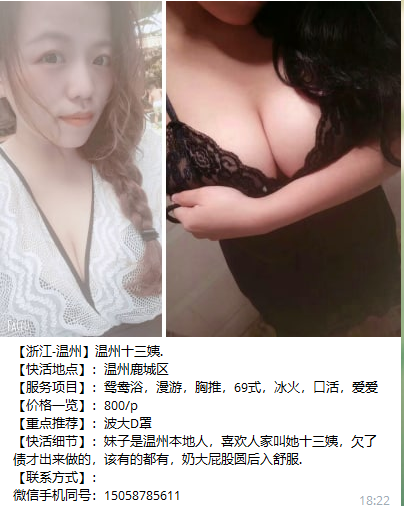 FaceU
【浙江-温州】温州十三姨.
【快活地点】：温州鹿城区
【服务项目】：鸳鸯浴，漫游，胸推，69式，冰火，口活，爱爱
【价格一览】：800/p
【重点推荐】：波大D罩
【快活细节】：妹子是温州本地人，喜欢人家叫她十三姨，欠了
债才出来做的，该有的都有，奶大屁股圆后入舒服.
【联系方式】：
微信手机同号：15058785611
18:22